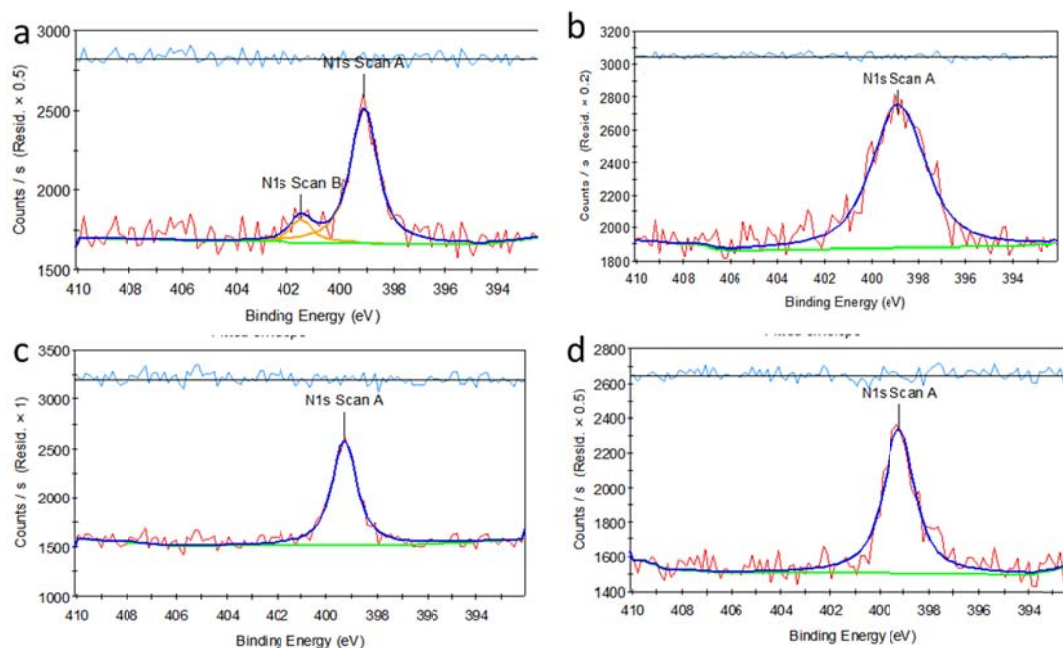 a
3000
2500
2000
1500
Counts / s (Resid. × 0.5)
N1s Scan A
N1s Scan B
410 408 406 404 402 400 398 396 394
Binding Energy (eV)
b
3200
3000
2800
2600
2400
2200
2000
1800
Counts / s (Resid. × 0.2)
N1s Scan A
410 408 406 404 402 400 398 396 394
Binding Energy (eV)
c
3500
3000
2500
2000
1500
1000
Counts / s (Resid. × 1)
N1s Scan A
410 408 406 404 402 400 398 396 394
Binding Energy (eV)
d
2800
2600
2400
2200
2000
1800
1600
1400
Counts / s (Resid. × 0.5)
N1s Scan A
410 408 406 404 402 400 398 396 394
Binding Energy (eV)